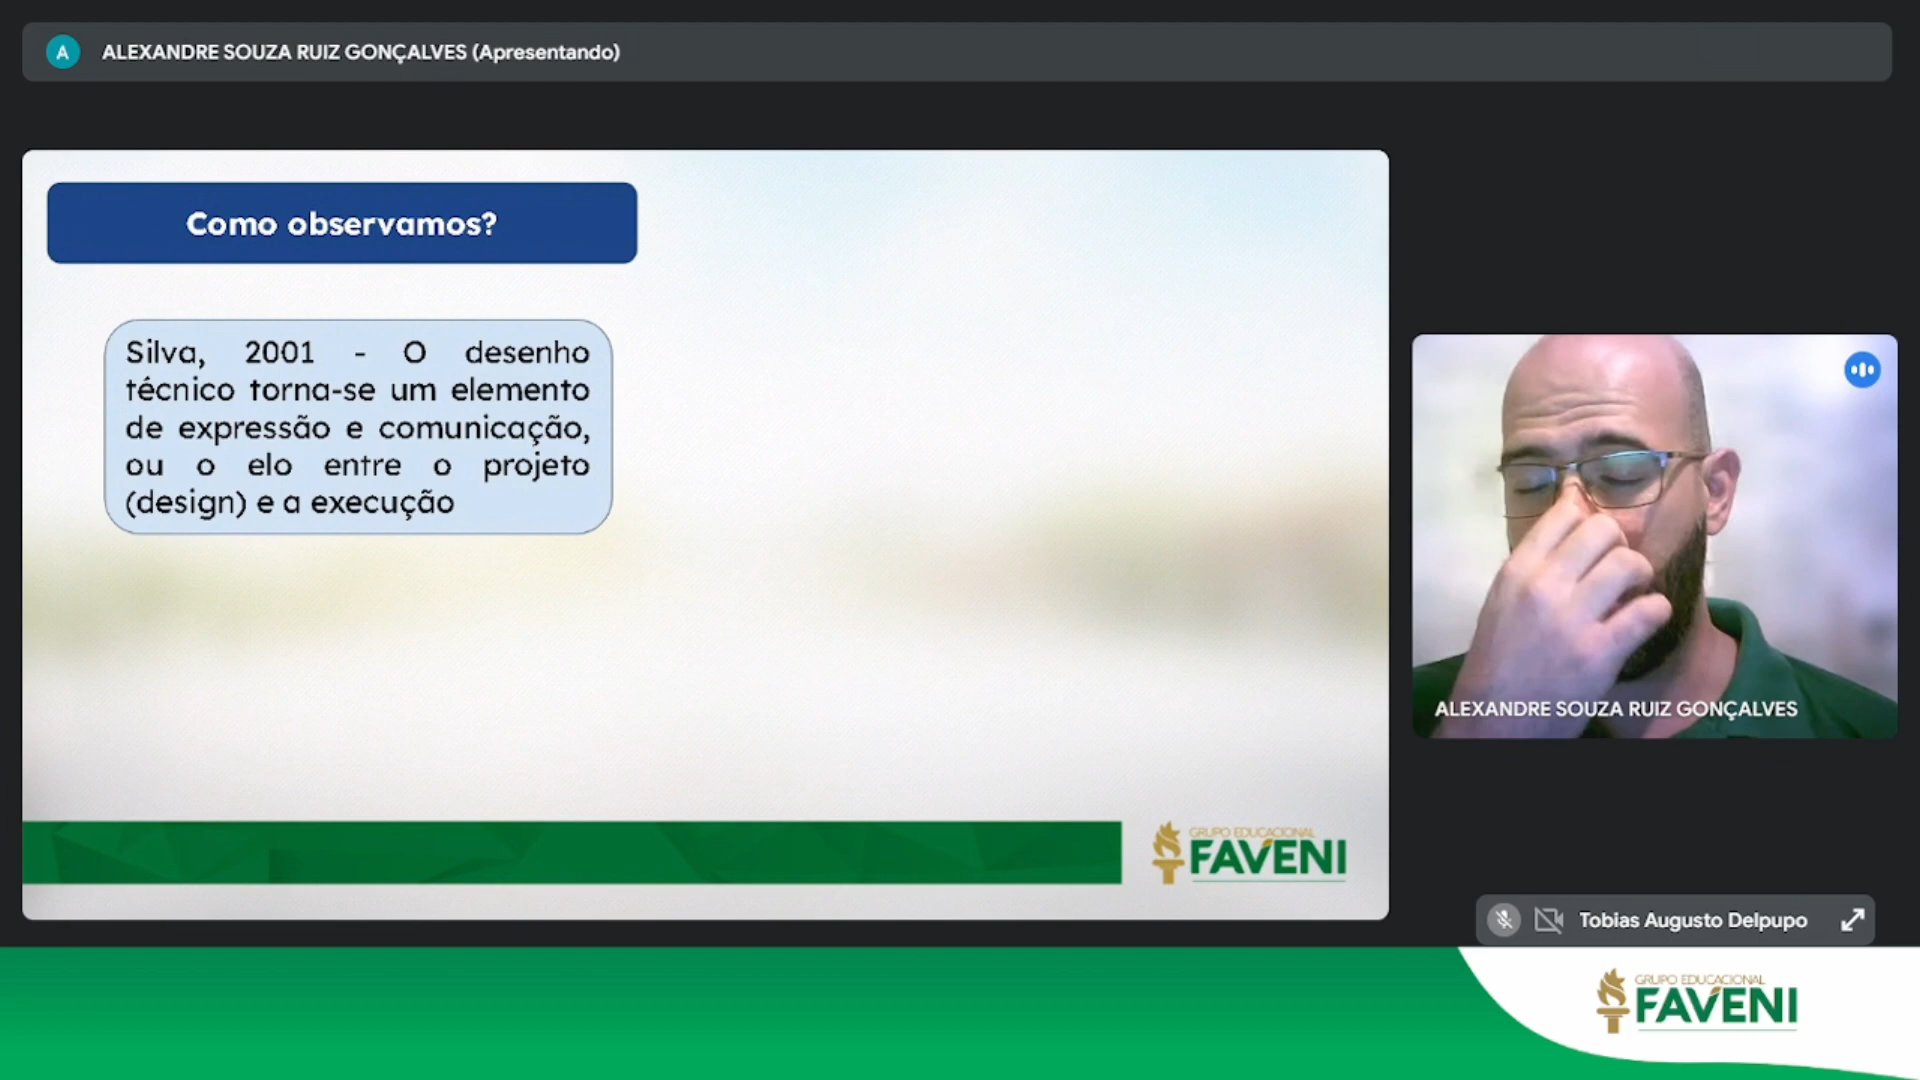 A
ALEXANDRE SOUZA RUIZ GONÇALVES (Apresentando)
Como observamos?
Silva, 2001 - O desenho
técnico torna-se um elemento
de expressão e comunicação,
ou o elo entre o projeto
(design) e a execução
ALEXANDRE SOUZA RUIZ GONÇALVES
GRUPO EDUCACIONAL
FAVENI
Tobias Augusto Delpupo
GRUPO EDUCACIONAL
FAVENI